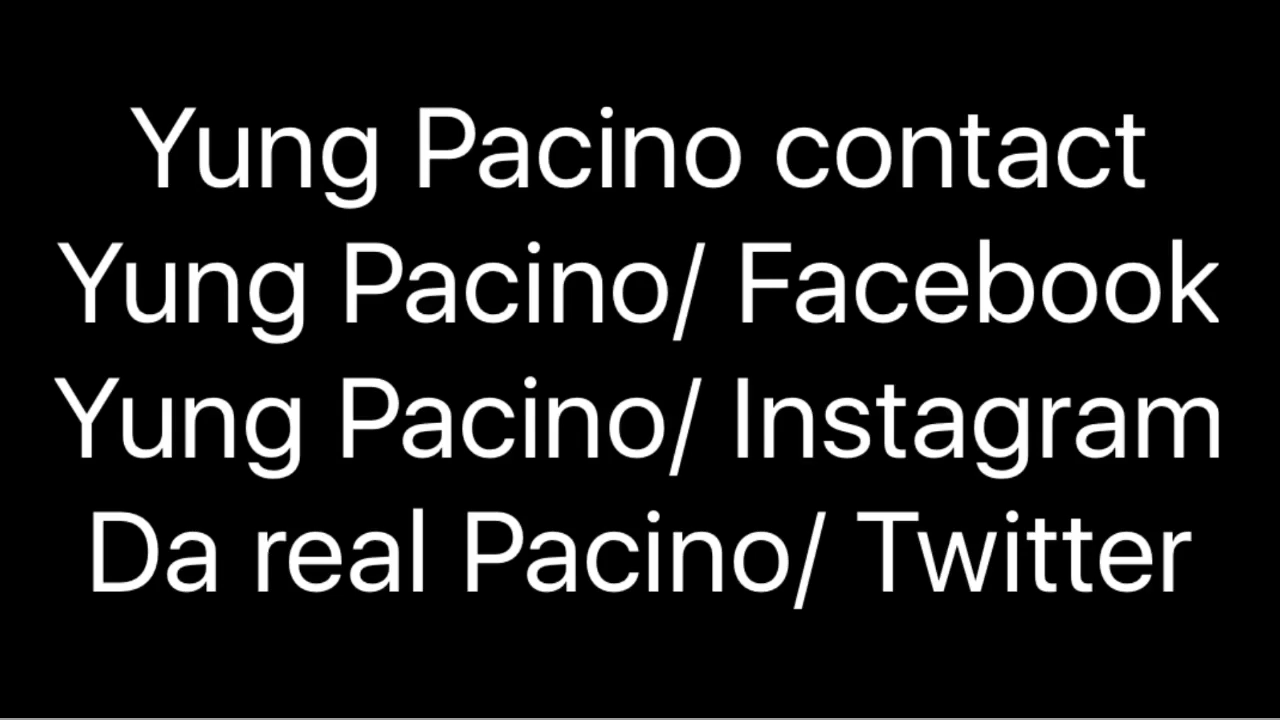 Yung Pacino contact
Yung Pacino/ Facebook
Yung Pacino/ Instagram
Da real Pacino/ Twitter